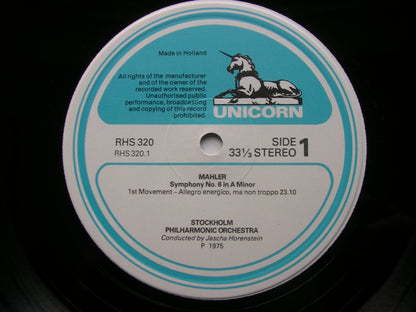 Made in Holland
All rights of the manufacturer
and of the owner of the
recorded work reserved.
Unauthorised public
performance, broadcasting
and copying of this record
prohibited.
UNICORN
RHS 320
RHS 320.1
SIDE 1
33⅓ STEREO
MAHLER
Symphony No. 6 in A Minor
1st Movement – Allegro energico, ma non troppo 23.10
STOCKHOLM
PHILHARMONIC ORCHESTRA
Conducted by Jascha Horenstein
P 1975